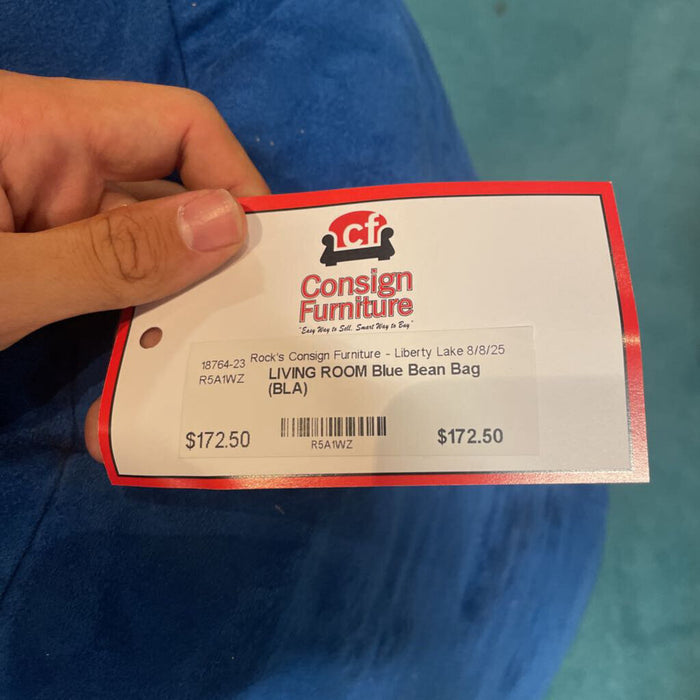 cf
Consign
Furniture
"Easy Way to Sell, Smart Way to Buy"
18764-23 Rock's Consign Furniture - Liberty Lake 8/8/25
R5A1WZ LIVING ROOM Blue Bean Bag
(BLA)
$172.50 R5A1WZ $172.50